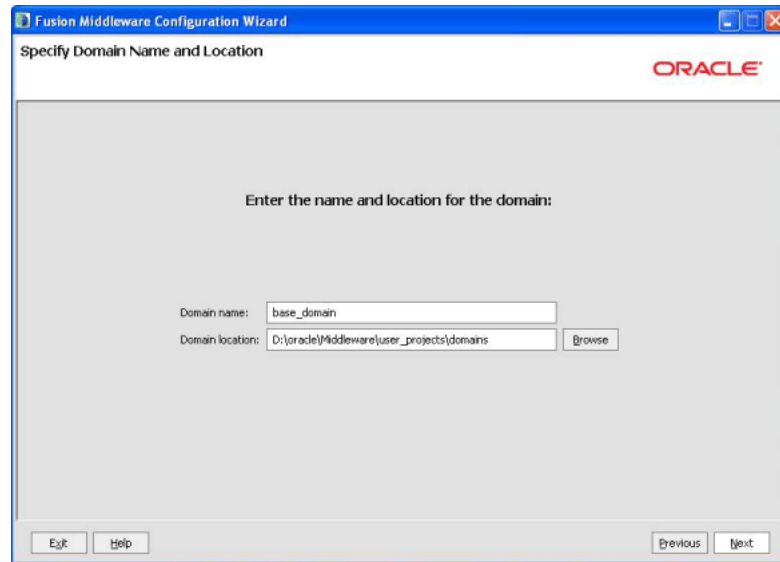 Fusion Middleware Configuration Wizard
Specify Domain Name and Location
ORACLE
Enter the name and location for the domain:
Domain name: base_domain
Domain location: D:\oracle\Middleware\user_projects\domains Browse
Exit Help Previous Next